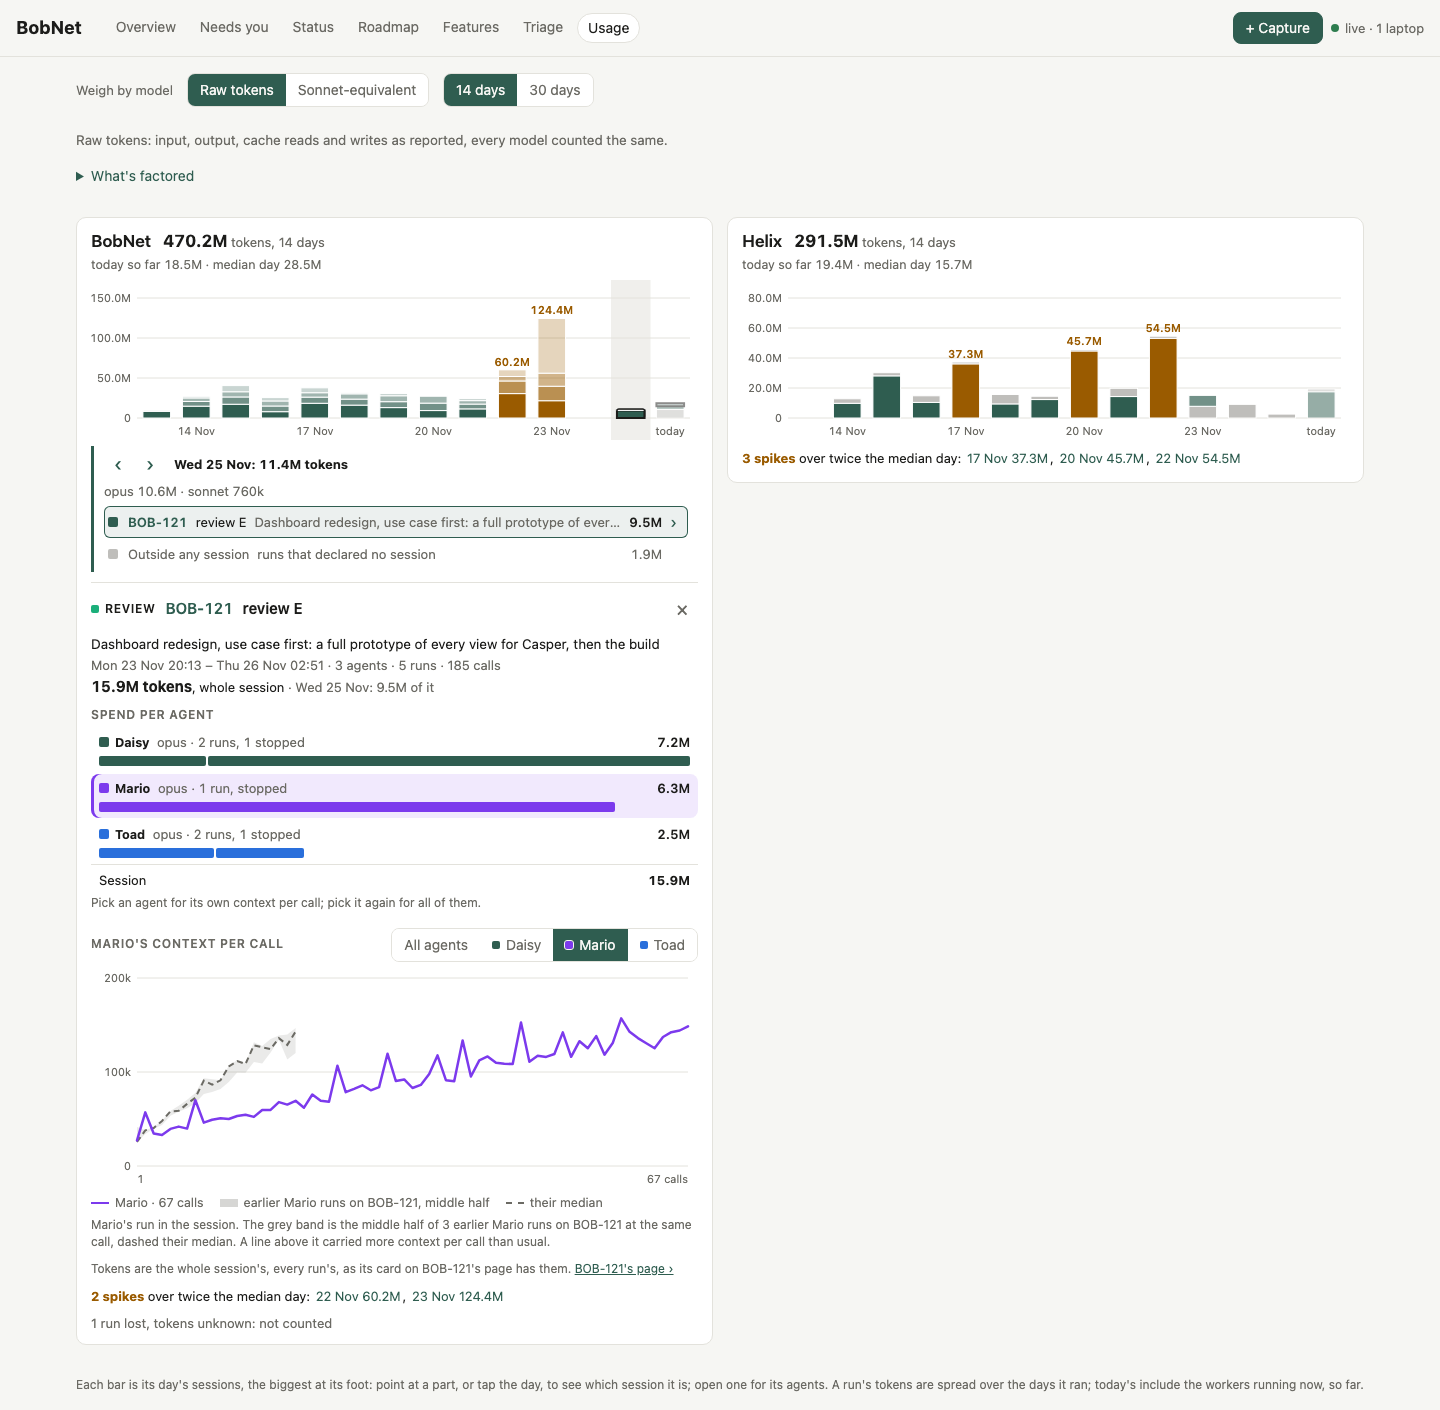 BobNet
Overview
Needs you
Status
Roadmap
Features
Triage
Usage
+ Capture
live · 1 laptop
Weigh by model
Raw tokens
Sonnet-equivalent
14 days
30 days
Raw tokens: input, output, cache reads and writes as reported, every model counted the same.
▶ What's factored
BobNet 470.2M tokens, 14 days
today so far 18.5M · median day 28.5M
150.0M
100.0M
50.0M
0
60.2M
124.4M
14 Nov
17 Nov
20 Nov
23 Nov
today
‹ › Wed 25 Nov: 11.4M tokens
opus 10.6M · sonnet 760k
BOB-121 review E Dashboard redesign, use case first: a full prototype of ever... 9.5M ›
Outside any session runs that declared no session 1.9M
REVIEW BOB-121 review E ×
Dashboard redesign, use case first: a full prototype of every view for Casper, then the build
Mon 23 Nov 20:13 – Thu 26 Nov 02:51 · 3 agents · 5 runs · 185 calls
15.9M tokens, whole session · Wed 25 Nov: 9.5M of it
SPEND PER AGENT
Daisy opus · 2 runs, 1 stopped 7.2M
Mario opus · 1 run, stopped 6.3M
Toad opus · 2 runs, 1 stopped 2.5M
Session 15.9M
Pick an agent for its own context per call; pick it again for all of them.
MARIO'S CONTEXT PER CALL
All agents
Daisy
Mario
Toad
200k
100k
0
1
67 calls
Mario · 67 calls
earlier Mario runs on BOB-121, middle half
their median
Mario's run in the session. The grey band is the middle half of 3 earlier Mario runs on BOB-121 at the same
call, dashed their median. A line above it carried more context per call than usual.
Tokens are the whole session's, every run's, as its card on BOB-121's page has them. BOB-121's page ›
2 spikes over twice the median day: 22 Nov 60.2M, 23 Nov 124.4M
1 run lost, tokens unknown: not counted
Helix 291.5M tokens, 14 days
today so far 19.4M · median day 15.7M
80.0M
60.0M
40.0M
20.0M
0
37.3M
45.7M
54.5M
14 Nov
17 Nov
20 Nov
23 Nov
today
3 spikes over twice the median day: 17 Nov 37.3M, 20 Nov 45.7M, 22 Nov 54.5M
Each bar is its day's sessions, the biggest at its foot: point at a part, or tap the day, to see which session it is; open one for its agents. A run's tokens are spread over the days it ran; today's include the workers running now, so far.